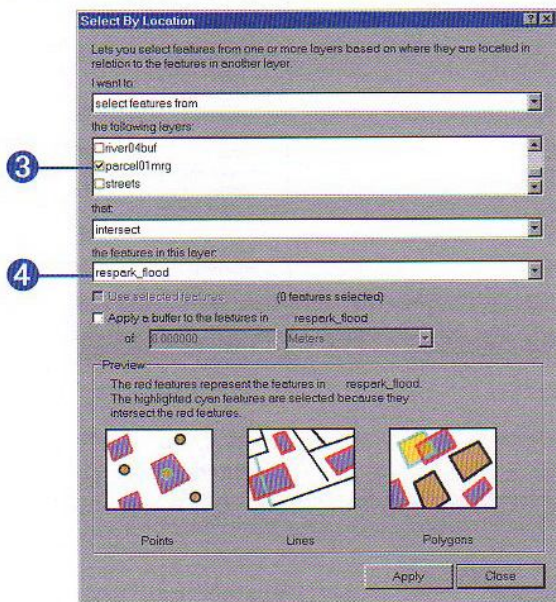 Select By Location
Lets you select features from one or more layers based on where they are located in
relation to the features in another layer.
I want to:
select features from
the following layers:
river04buf
3
parcel01mrg
streets
that:
intersect
the features in this layer:
4
respark_flood
Use selected features (0 features selected)
Apply a buffer to the features in respark_flood
of: 0.000000 Meters
Preview
The red features represent the features in respark_flood.
The highlighted cyan features are selected because they
intersect the red features.
Points Lines Polygons
Apply Close